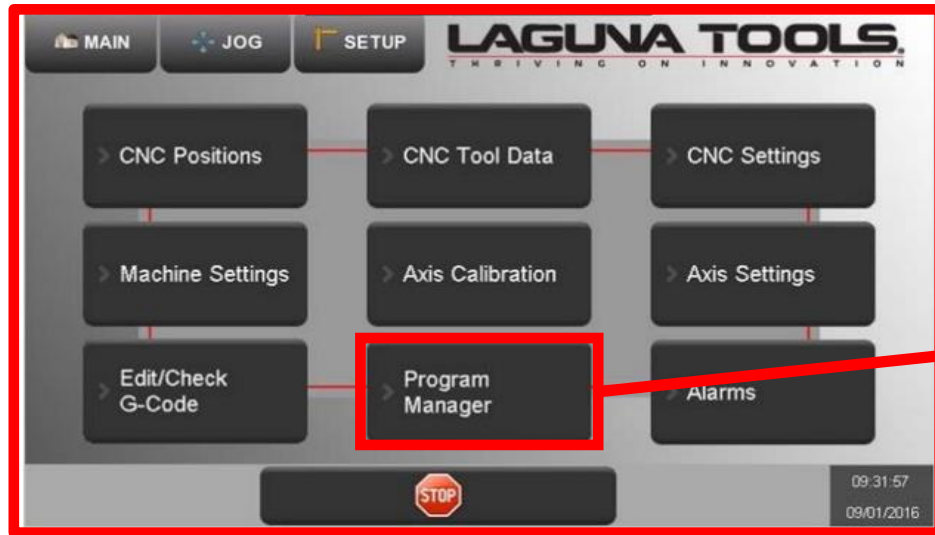 MAIN JOG SETUP LAGUNA TOOLS.
THRIVING ON INNOVATION
CNC Positions CNC Tool Data CNC Settings
Machine Settings Axis Calibration Axis Settings
Edit/Check
G-Code
Program
Manager
Alarms
STOP
09:31:57
09/01/2016